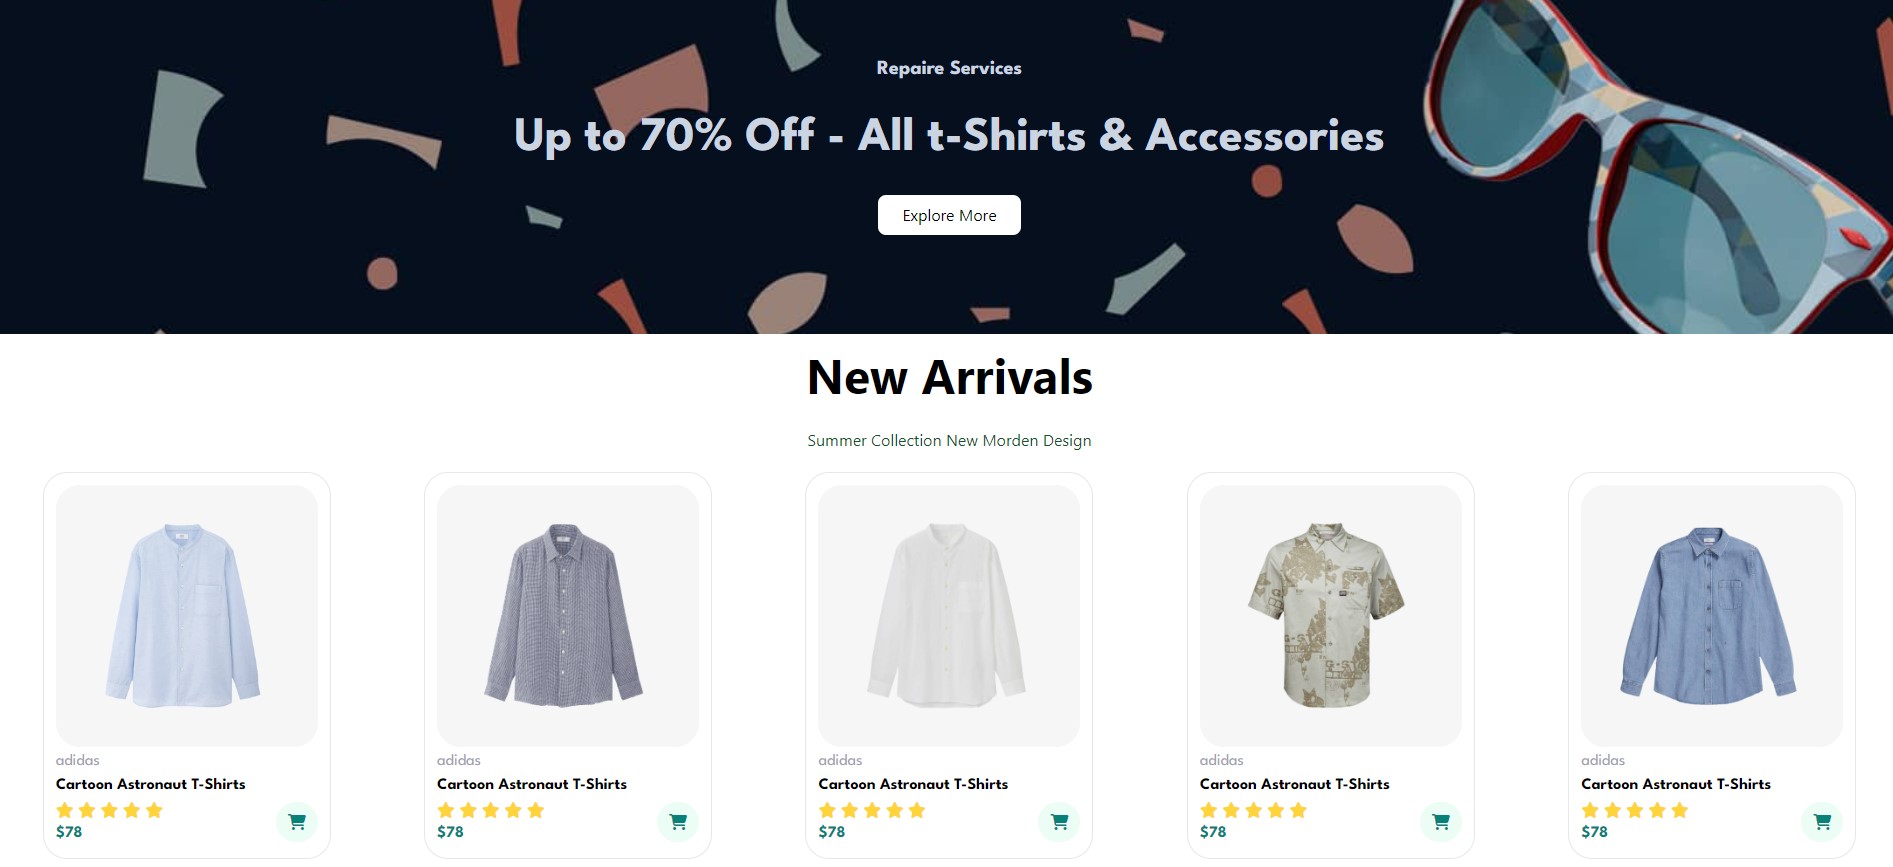 Repaire Services
Up to 70% Off - All t-Shirts & Accessories
Explore More
New Arrivals
Summer Collection New Morden Design
adidas
Cartoon Astronaut T-Shirts
$78
adidas
Cartoon Astronaut T-Shirts
$78
adidas
Cartoon Astronaut T-Shirts
$78
adidas
Cartoon Astronaut T-Shirts
$78
adidas
Cartoon Astronaut T-Shirts
$78